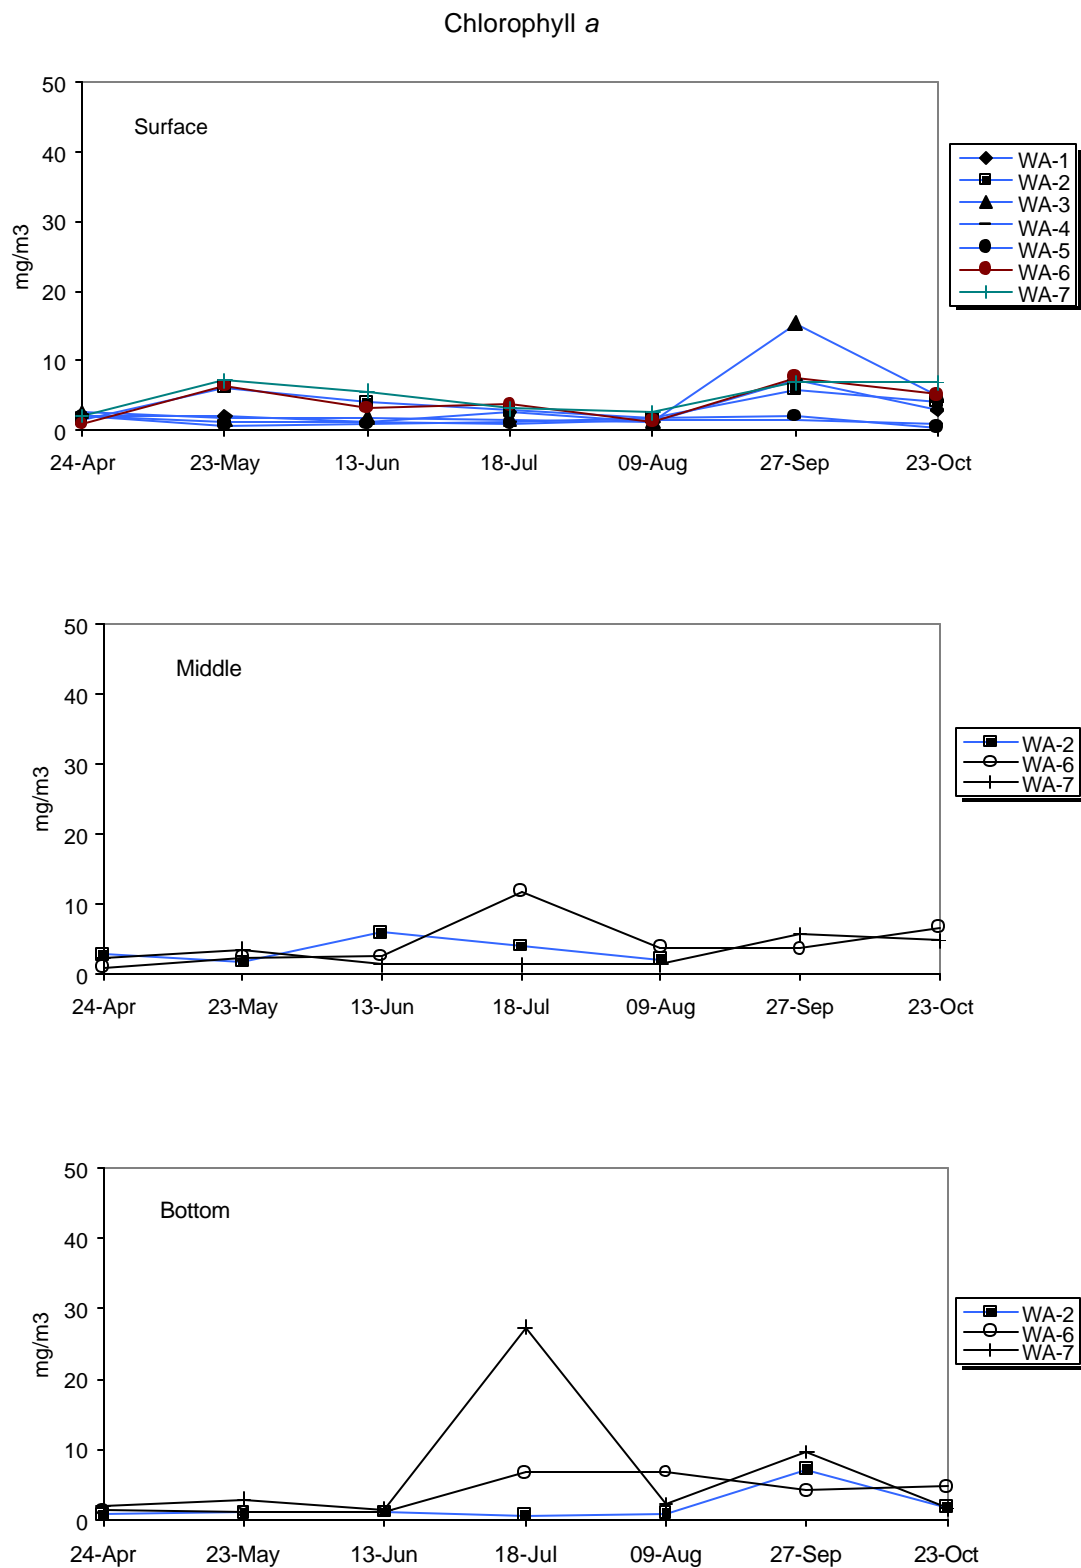 Chlorophyll a
50
Surface
40
30
20
10
0
mg/m3
24-Apr 23-May 13-Jun 18-Jul 09-Aug 27-Sep 23-Oct
WA-1
WA-2
WA-3
WA-4
WA-5
WA-6
WA-7
50
Middle
40
30
20
10
0
mg/m3
24-Apr 23-May 13-Jun 18-Jul 09-Aug 27-Sep 23-Oct
WA-2
WA-6
WA-7
50
Bottom
40
30
20
10
0
mg/m3
24-Apr 23-May 13-Jun 18-Jul 09-Aug 27-Sep 23-Oct
WA-2
WA-6
WA-7